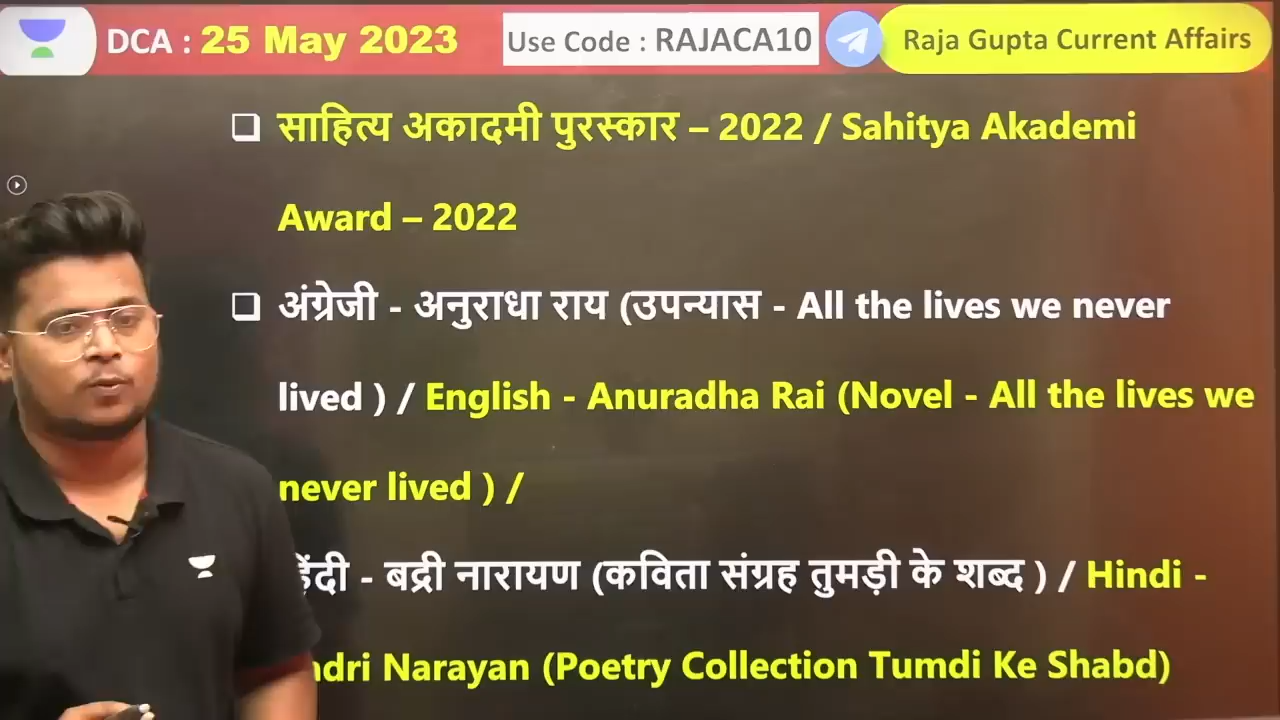 DCA : 25 May 2023 Use Code : RAJACA10 Raja Gupta Current Affairs
साहित्य अकादमी पुरस्कार – 2022 / Sahitya Akademi
Award – 2022
अंग्रेजी - अनुराधा राय (उपन्यास - All the lives we never
lived ) / English - Anuradha Rai (Novel - All the lives we
never lived ) /
- बद्री नारायण (कविता संग्रह तुमड़ी के शब्द ) / Hindi -
Narayan (Poetry Collection Tumdi Ke Shabd)